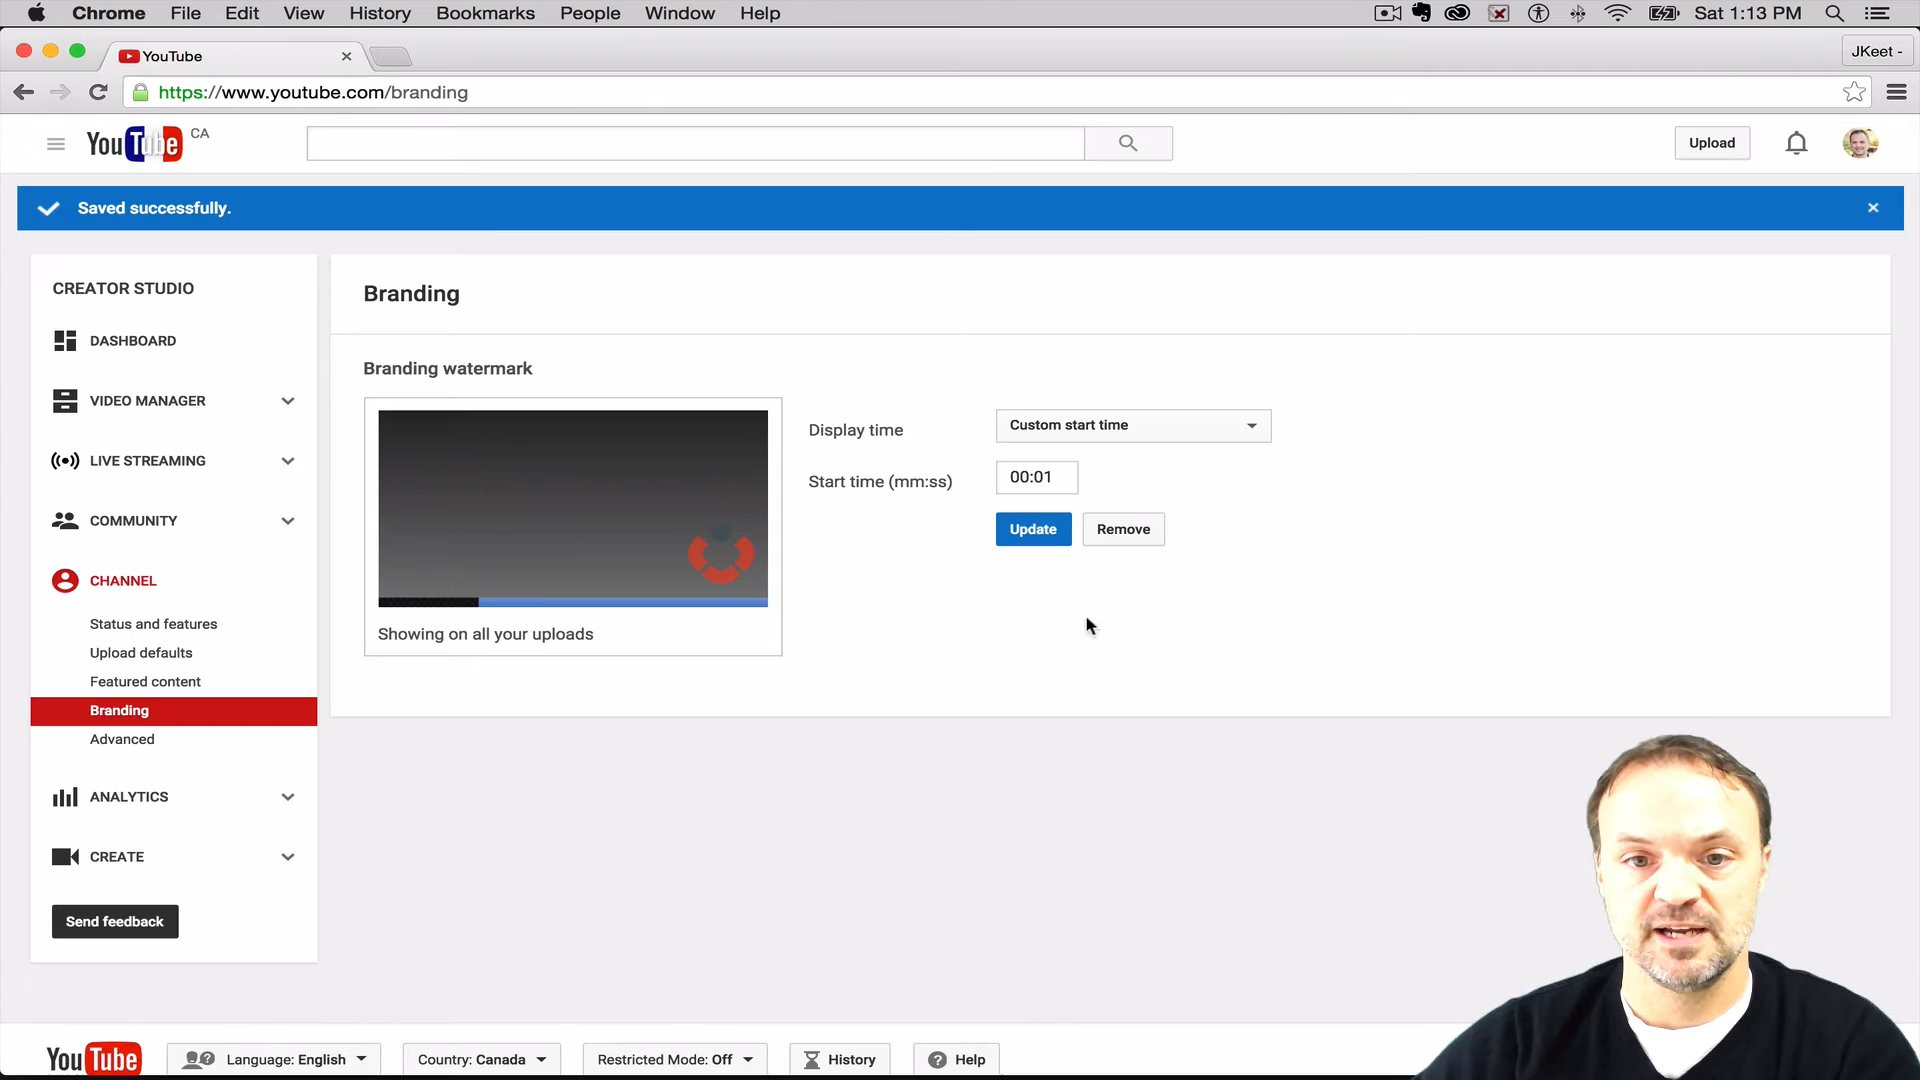 Chrome File Edit View History Bookmarks People Window Help Sat 1:13 PM
YouTube JKeet -
https://www.youtube.com/branding
YouTube CA Upload
Saved successfully.
CREATOR STUDIO
DASHBOARD
VIDEO MANAGER
LIVE STREAMING
COMMUNITY
CHANNEL
Status and features
Upload defaults
Featured content
Branding
Advanced
ANALYTICS
CREATE
Send feedback
Branding
Branding watermark
Display time Custom start time
Start time (mm:ss) 00:01
Update Remove
Showing on all your uploads
YouTube Language: English Country: Canada Restricted Mode: Off History Help